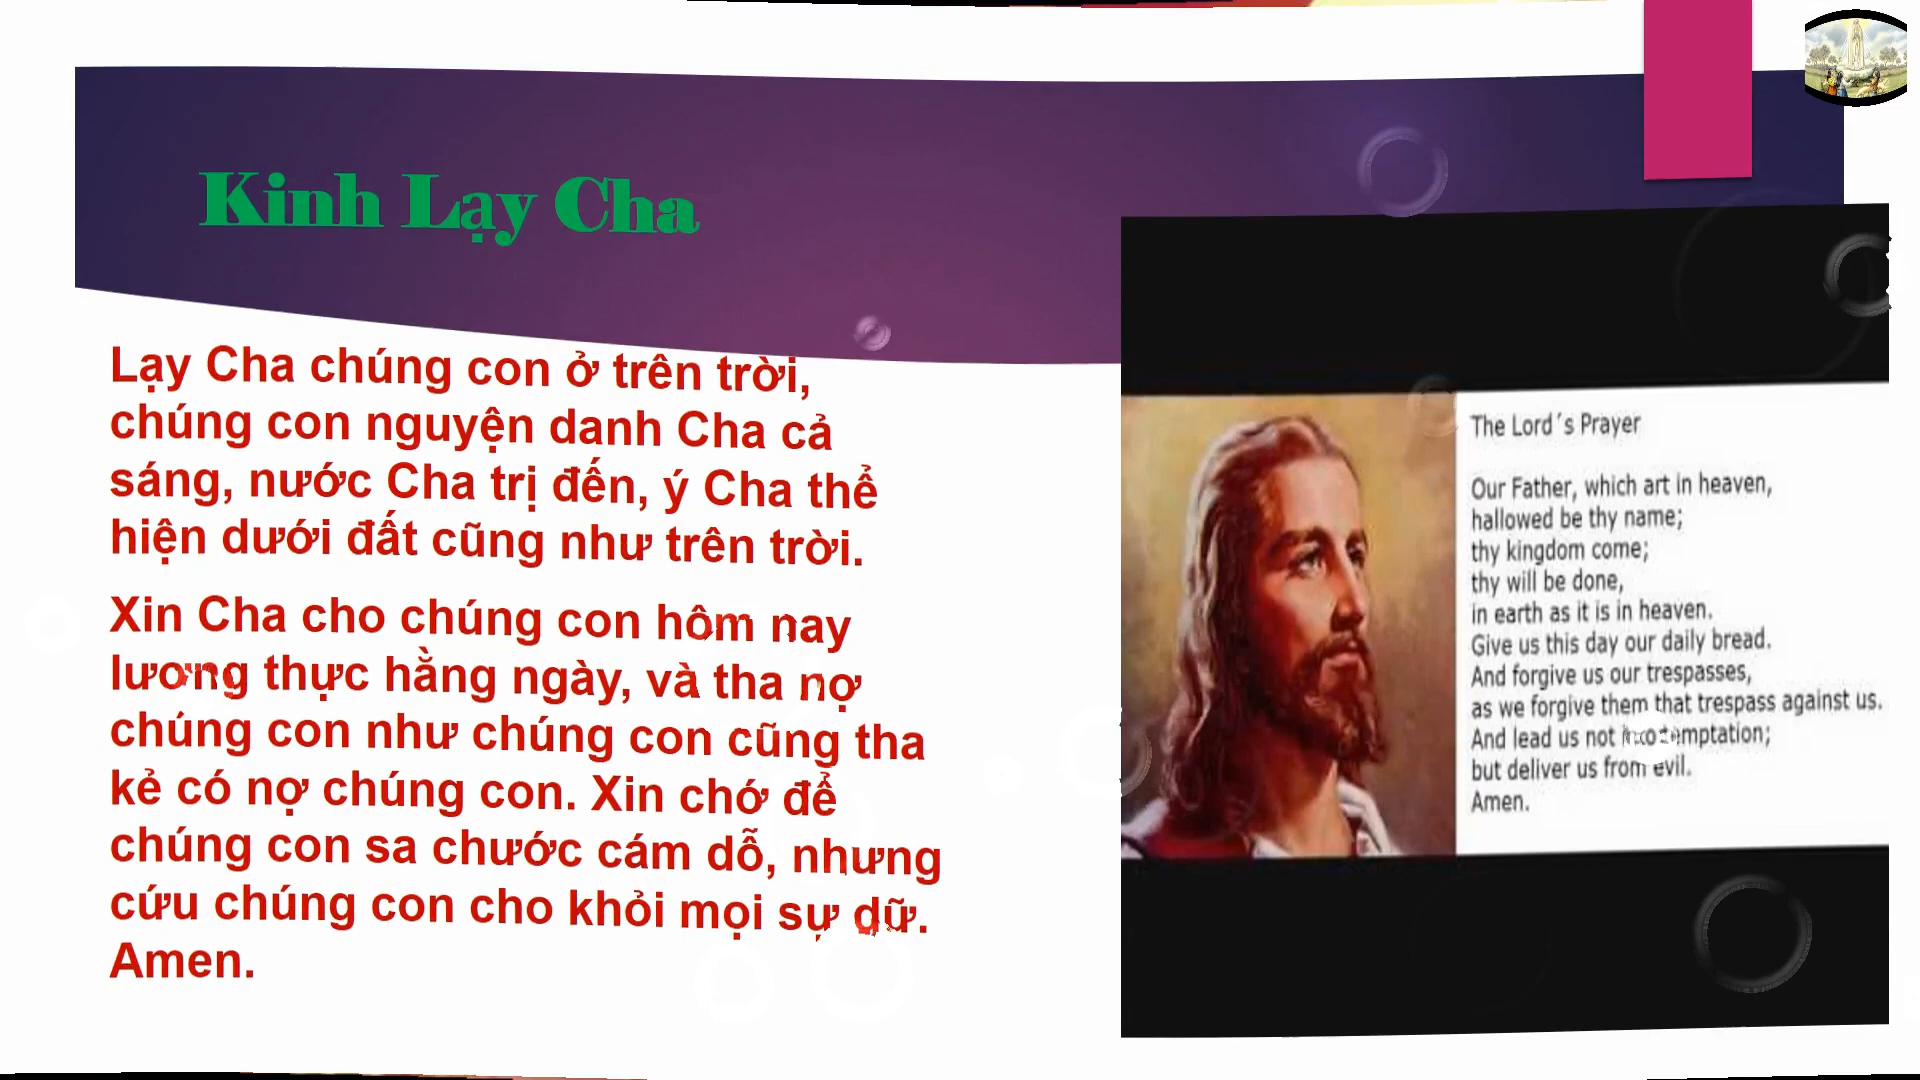 Kinh Lạy Cha
Lạy Cha chúng con ở trên trời,
chúng con nguyện danh Cha cả
sáng, nước Cha trị đến, ý Cha thể
hiện dưới đất cũng như trên trời.
Xin Cha cho chúng con hôm nay
lương thực hằng ngày, và tha nợ
chúng con như chúng con cũng tha
kẻ có nợ chúng con. Xin chớ để
chúng con sa chước cám dỗ, nhưng
cứu chúng con cho khỏi mọi sự dữ.
Amen.
The Lord´s Prayer
Our Father, which art in heaven,
hallowed be thy name;
thy kingdom come;
thy will be done,
in earth as it is in heaven.
Give us this day our daily bread.
And forgive us our trespasses,
as we forgive them that trespass against us.
And lead us not into temptation;
but deliver us from evil.
Amen.